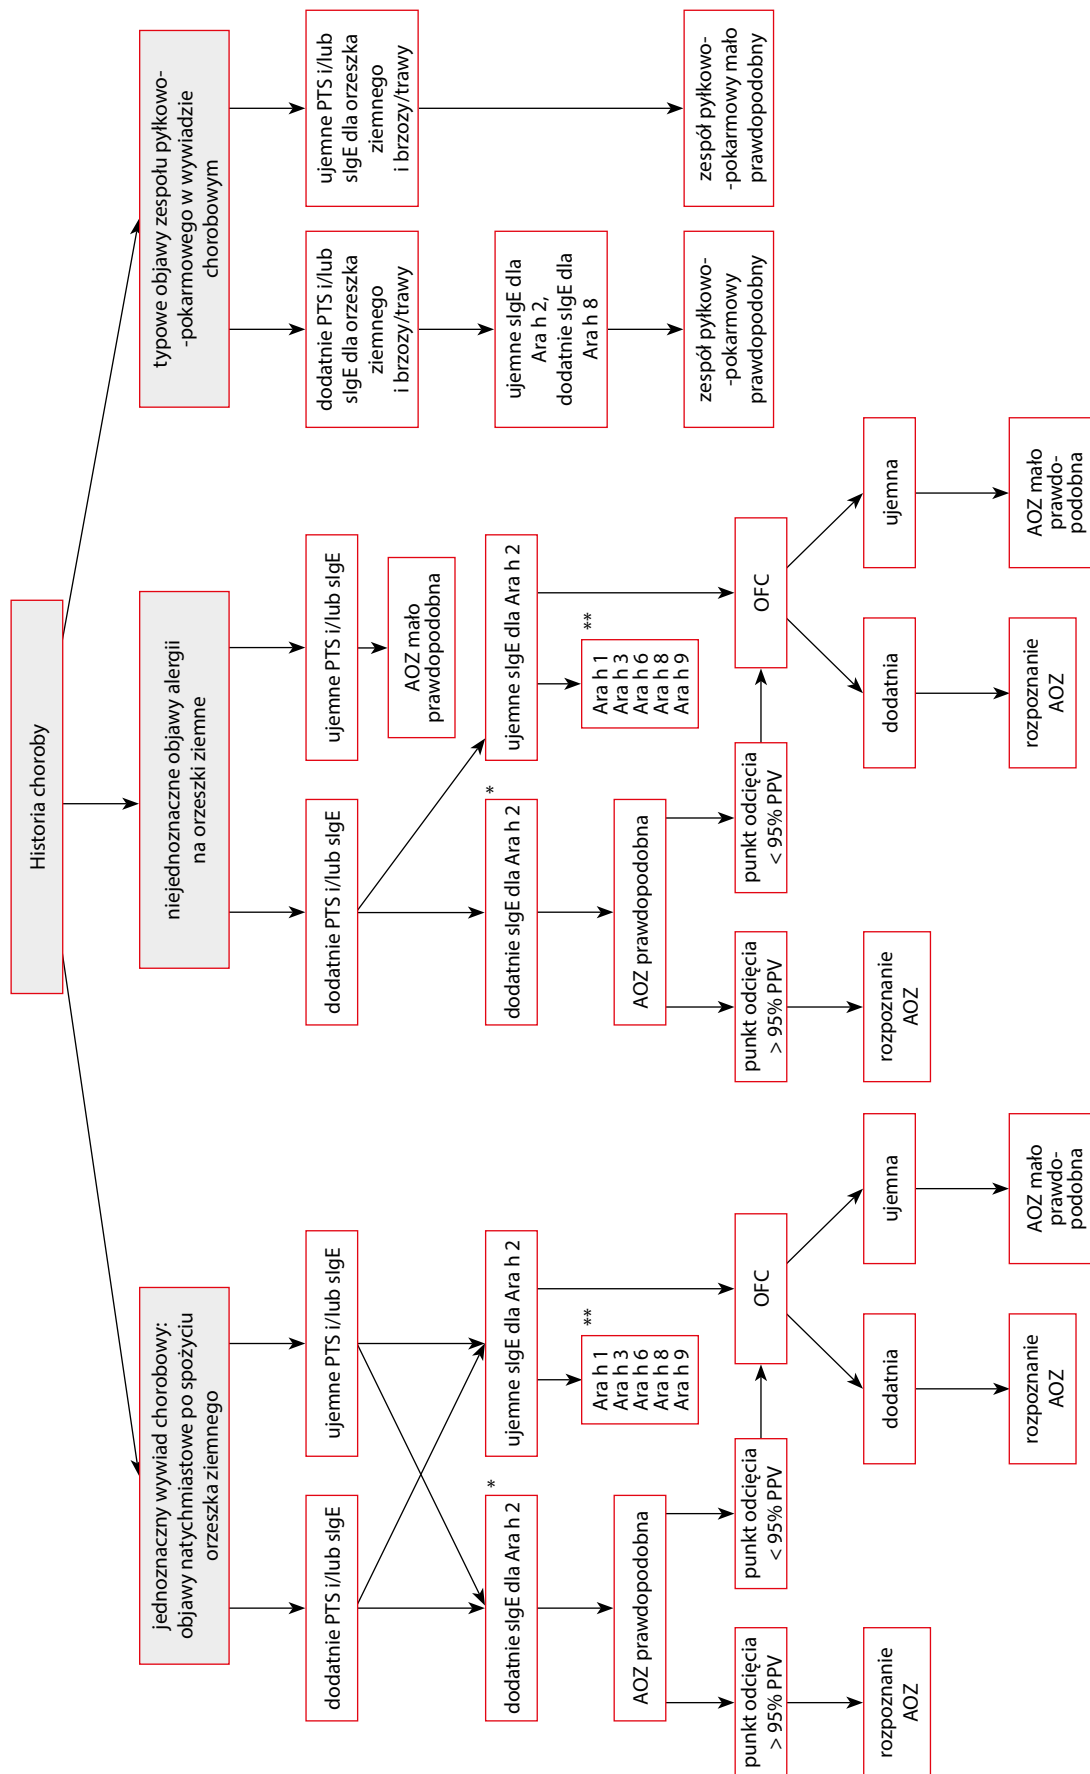 Historia choroby
jednoznaczny wywiad chorobowy:
objawy natychmiastowe po spożyciu
orzeszka ziemnego
niejednoznaczne objawy alergii
na orzeszki ziemne
typowe objawy zespołu pyłkowo-
-pokarmowego w wywiadzie
chorobowym
dodatnie PTS i/lub sIgE
ujemne PTS i/lub sIgE
dodatnie PTS i/lub sIgE
ujemne PTS i/lub sIgE
dodatnie PTS i/lub
sIgE dla orzeszka
ziemnego
i brzozy/trawy
ujemne PTS i/lub
sIgE dla orzeszka
ziemnego
i brzozy/trawy
AOZ mało
prawdopodobna
dodatnie sIgE dla Ara h 2
*
ujemne sIgE dla Ara h 2
dodatnie sIgE dla Ara h 2
*
ujemne sIgE dla Ara h 2
ujemne sIgE dla
Ara h 2,
dodatnie sIgE dla
Ara h 8
Ara h 1
Ara h 3
Ara h 6
Ara h 8
Ara h 9
**
Ara h 1
Ara h 3
Ara h 6
Ara h 8
Ara h 9
**
AOZ prawdopodobna
AOZ prawdopodobna
zespół pyłkowo-
-pokarmowy
prawdopodobny
zespół pyłkowo-
-pokarmowy mało
prawdopodobny
punkt odcięcia
> 95% PPV
punkt odcięcia
< 95% PPV
OFC
punkt odcięcia
> 95% PPV
punkt odcięcia
< 95% PPV
OFC
rozpoznanie
AOZ
dodatnia
ujemna
rozpoznanie
AOZ
dodatnia
ujemna
rozpoznanie
AOZ
AOZ mało
prawdo-
podobna
rozpoznanie
AOZ
AOZ mało
prawdo-
podobna